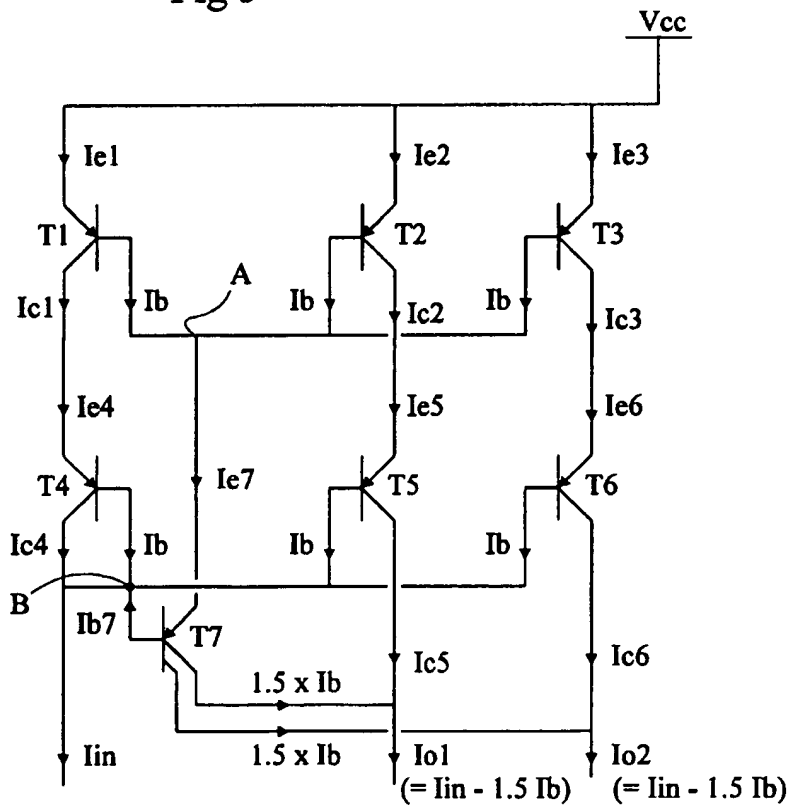 Vcc
Ie1 Ie2 Ie3
T1 T2 T3
A
Ic1 Ib Ib Ic2 Ib Ic3
Ie4 Ie5 Ie6
T4 Ie7 T5 T6
Ic4 Ib Ib Ib
B
Ib7 T7
1.5 x Ib Ic5 Ic6
Iin 1.5 x Ib Io1 Io2
(= Iin - 1.5 Ib) (= Iin - 1.5 Ib)